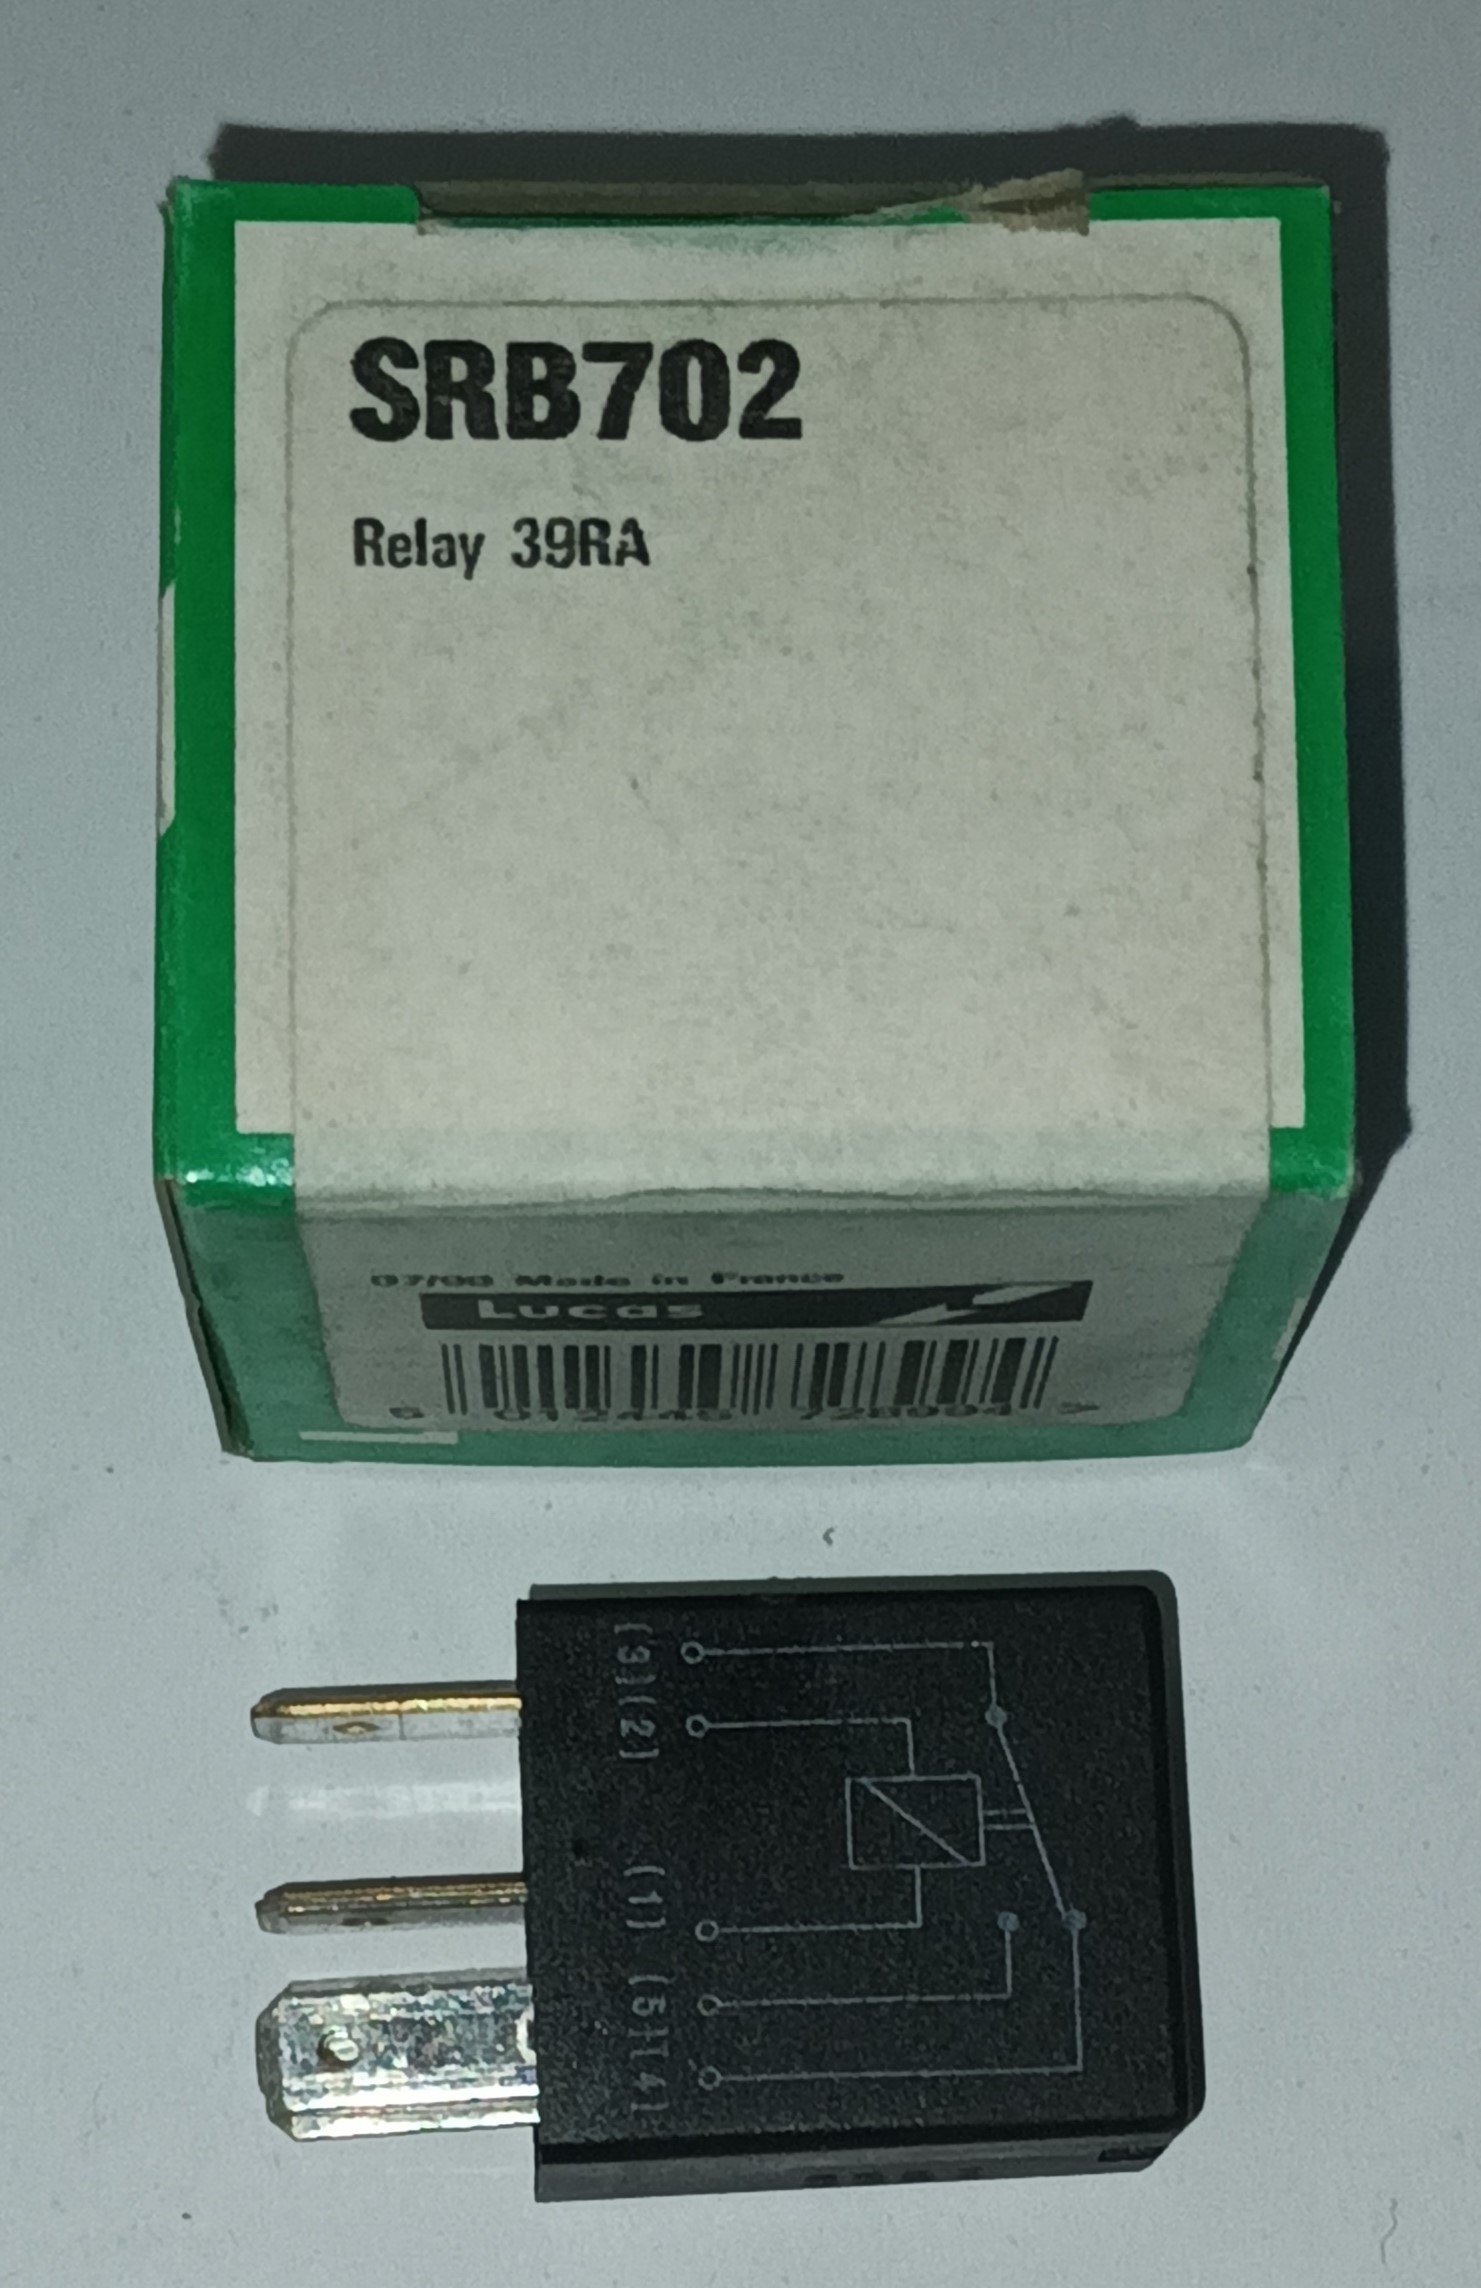 SRB702
Relay 39RA
07/00 Made in France
Lucas
(3)(2) (1) (5)(4)